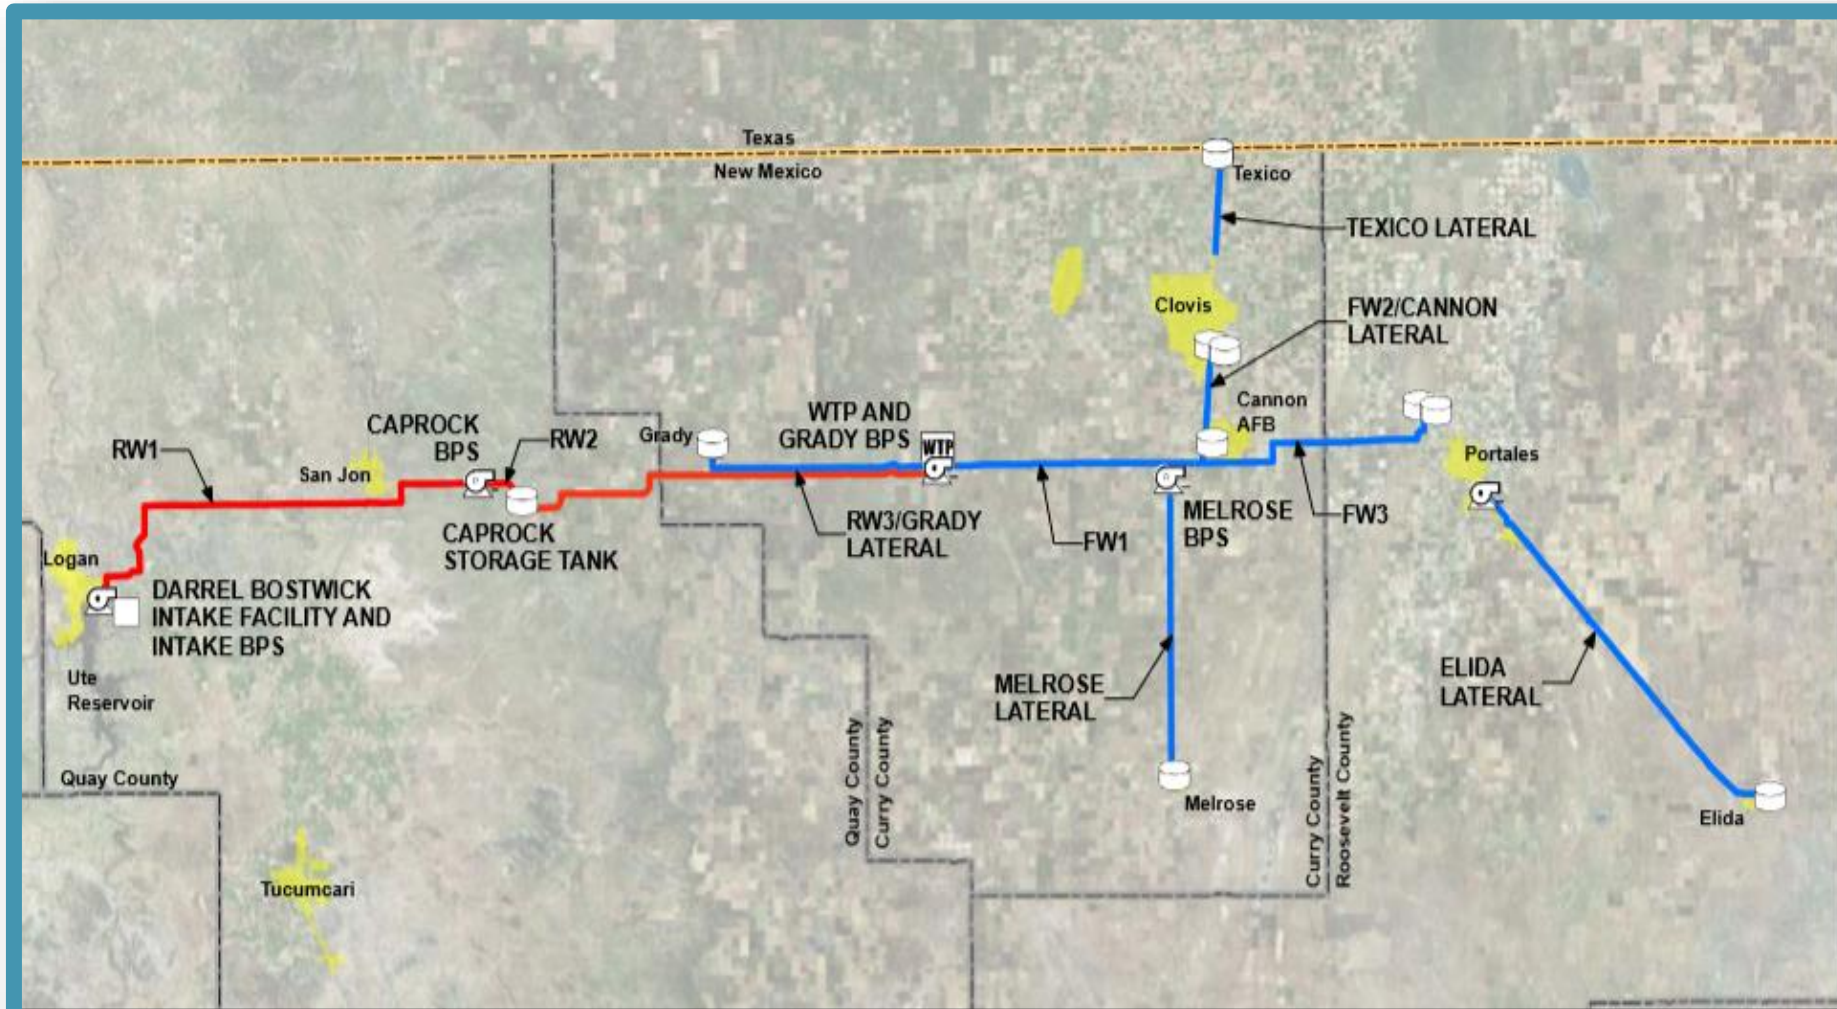 Texas
New Mexico
Texico
TEXICO LATERAL
Clovis
FW2/CANNON
LATERAL
Cannon
AFB
WTP AND
GRADY BPS
WTP
Grady
CAPROCK
BPS
RW2
RW1
San Jon
Portales
CAPROCK
STORAGE TANK
RW3/GRADY
LATERAL
FW1
MELROSE
BPS
FW3
Logan
DARREL BOSTWICK
INTAKE FACILITY AND
INTAKE BPS
Ute
Reservoir
MELROSE
LATERAL
ELIDA
LATERAL
Quay County
Quay County
Curry County
Curry County
Roosevelt County
Melrose
Elida
Tucumcari